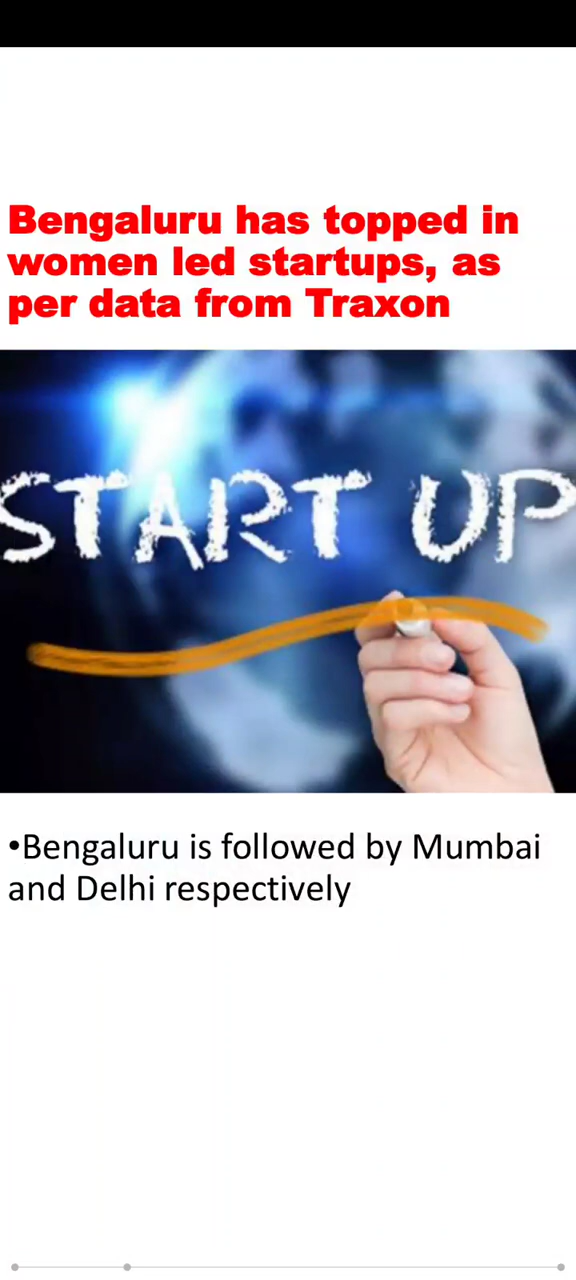 Bengaluru has topped in
women led startups, as
per data from Traxon
START UP
•Bengaluru is followed by Mumbai
and Delhi respectively